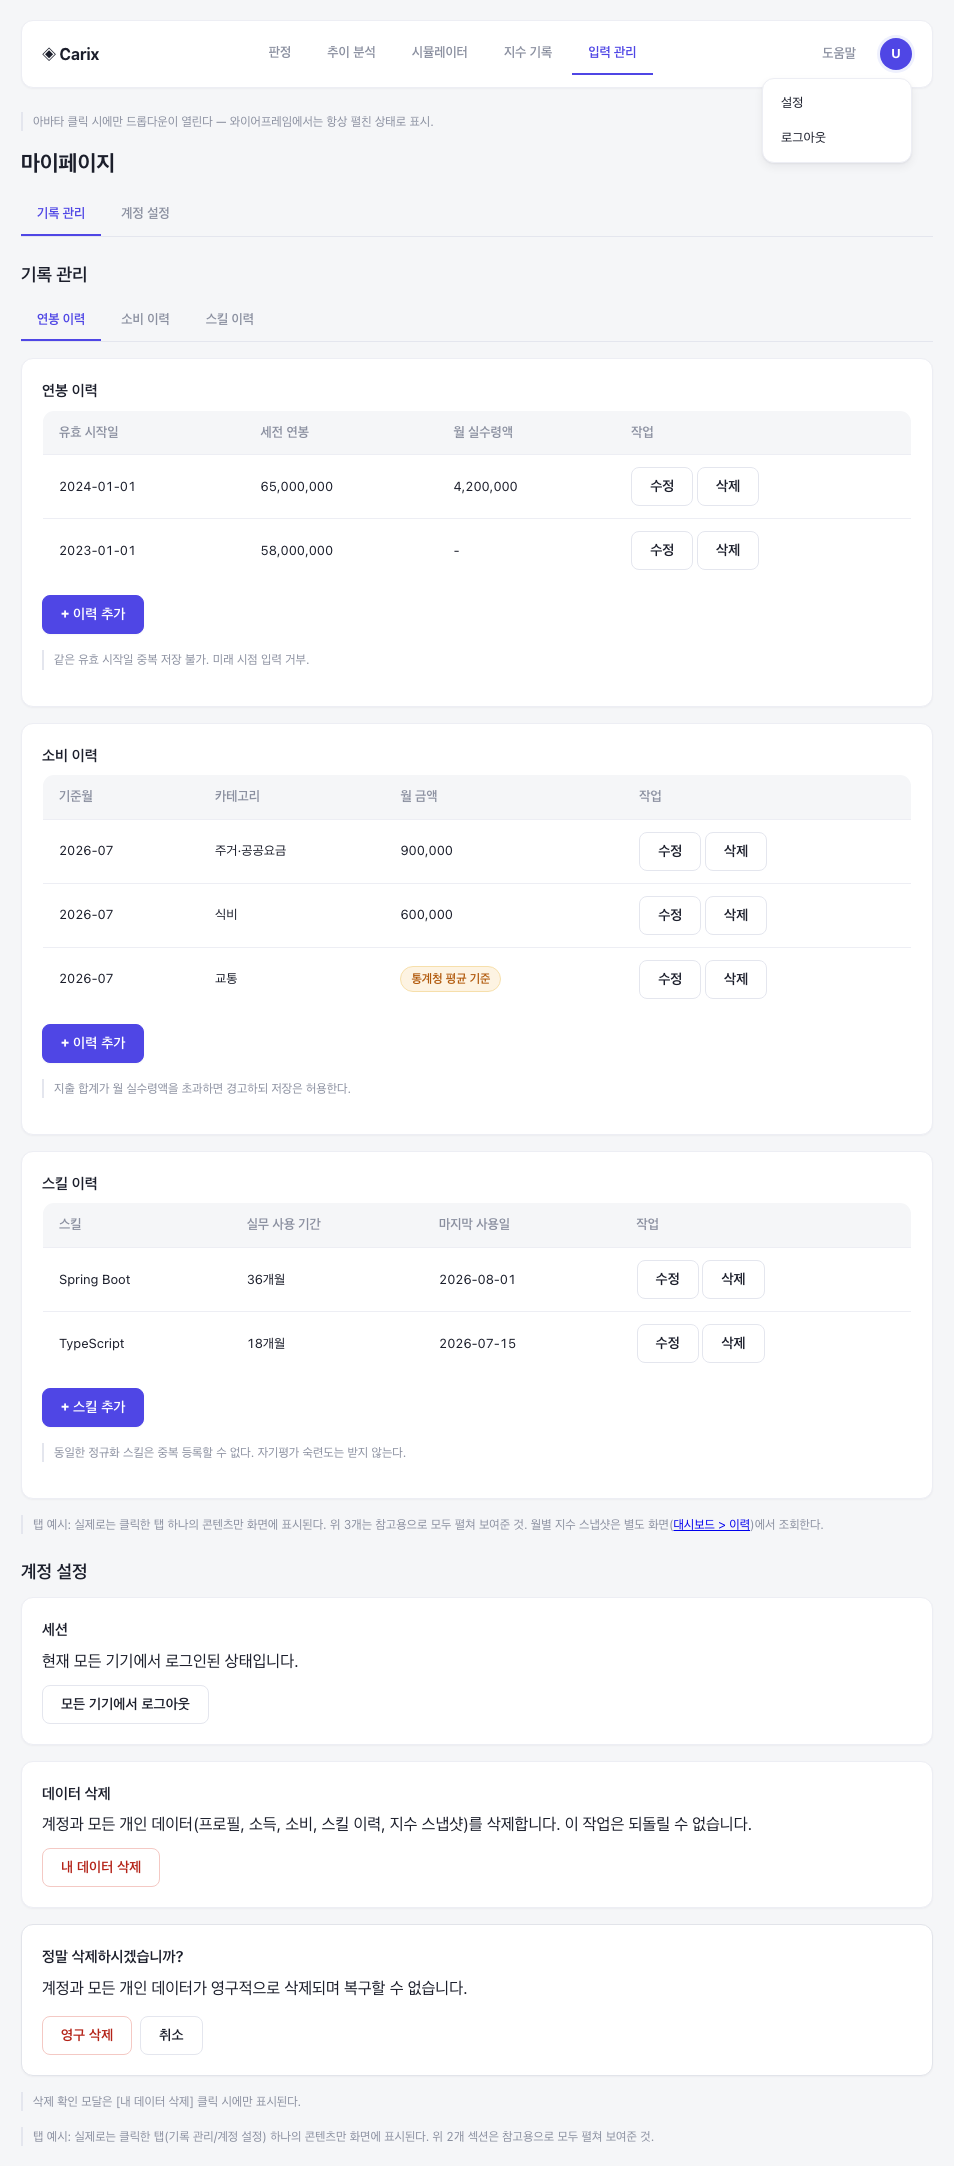 ◈ Carix
판정 추이 분석 시뮬레이터 지수 기록 입력 관리
도움말 U
설정
로그아웃
아바타 클릭 시에만 드롭다운이 열린다 — 와이어프레임에서는 항상 펼친 상태로 표시.
마이페이지
기록 관리 계정 설정
기록 관리
연봉 이력 소비 이력 스킬 이력
연봉 이력
유효 시작일 세전 연봉 월 실수령액 작업
2024-01-01 65,000,000 4,200,000 수정 삭제
2023-01-01 58,000,000 - 수정 삭제
+ 이력 추가
같은 유효 시작일 중복 저장 불가. 미래 시점 입력 거부.
소비 이력
기준월 카테고리 월 금액 작업
2026-07 주거·공공요금 900,000 수정 삭제
2026-07 식비 600,000 수정 삭제
2026-07 교통 통계청 평균 기준 수정 삭제
+ 이력 추가
지출 합계가 월 실수령액을 초과하면 경고하되 저장은 허용한다.
스킬 이력
스킬 실무 사용 기간 마지막 사용일 작업
Spring Boot 36개월 2026-08-01 수정 삭제
TypeScript 18개월 2026-07-15 수정 삭제
+ 스킬 추가
동일한 정규화 스킬은 중복 등록할 수 없다. 자기평가 숙련도는 받지 않는다.
탭 예시: 실제로는 클릭한 탭 하나의 콘텐츠만 화면에 표시된다. 위 3개는 참고용으로 모두 펼쳐 보여준 것. 월별 지수 스냅샷은 별도 화면(대시보드 > 이력)에서 조회한다.
계정 설정
세션
현재 모든 기기에서 로그인된 상태입니다.
모든 기기에서 로그아웃
데이터 삭제
계정과 모든 개인 데이터(프로필, 소득, 소비, 스킬 이력, 지수 스냅샷)를 삭제합니다. 이 작업은 되돌릴 수 없습니다.
내 데이터 삭제
정말 삭제하시겠습니까?
계정과 모든 개인 데이터가 영구적으로 삭제되며 복구할 수 없습니다.
영구 삭제 취소
삭제 확인 모달은 [내 데이터 삭제] 클릭 시에만 표시된다.
탭 예시: 실제로는 클릭한 탭(기록 관리/계정 설정) 하나의 콘텐츠만 화면에 표시된다. 위 2개 섹션은 참고용으로 모두 펼쳐 보여준 것.